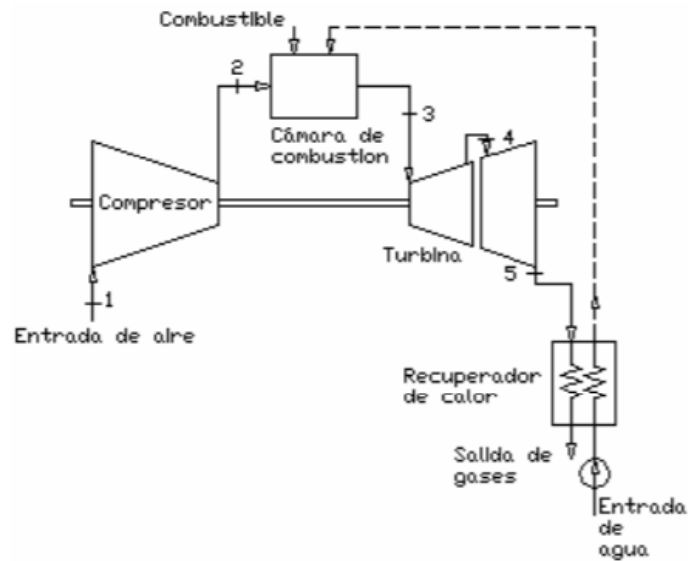 Combustible
2
3
Cámara de
combustion
4
Compresor
Turbina
5
1
Entrada de aire
Recuperador
de calor
Salida de
gases
Entrada
de
agua